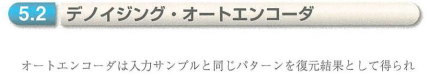 5.2 デノイジング・オートエンコーダ
オートエンコーダは入力サンプルと同じパターンを復元結果として得られ